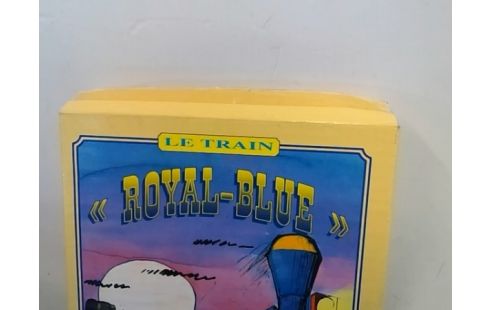 LE TRAIN
« ROYAL-BLUE »